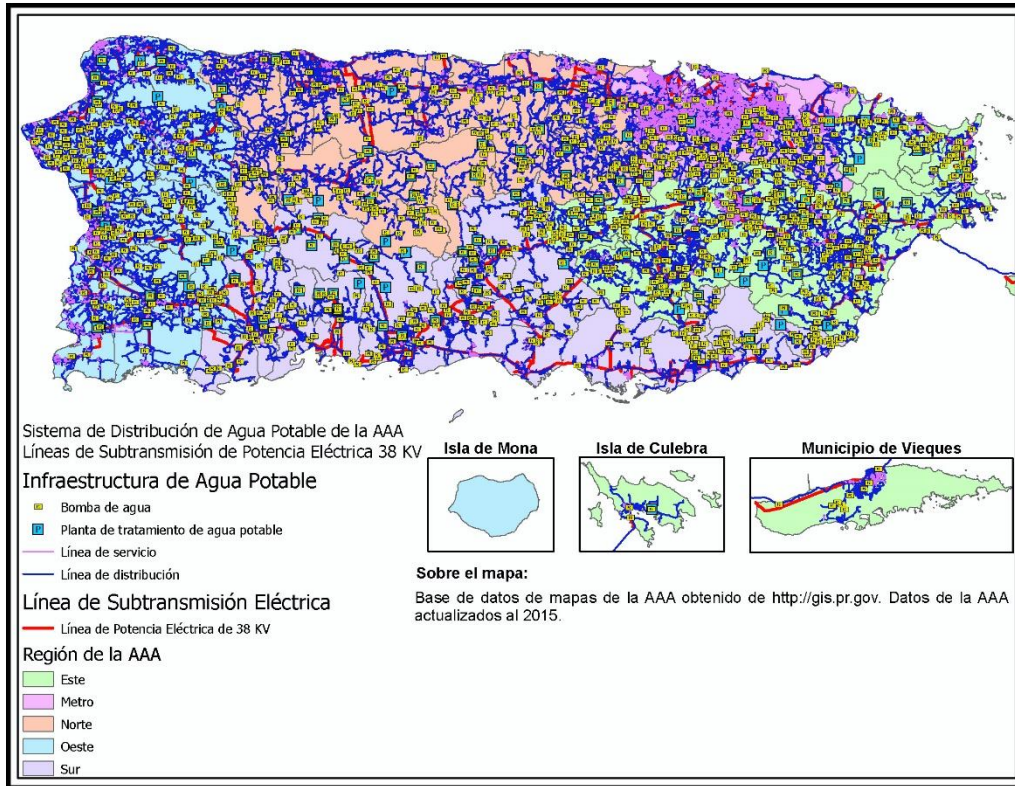 Sistema de Distribución de Agua Potable de la AAA
Líneas de Subtransmisión de Potencia Eléctrica 38 KV
Infraestructura de Agua Potable
Bomba de agua
P Planta de tratamiento de agua potable
Línea de servicio
Línea de distribución
Línea de Subtransmisión Eléctrica
Línea de Potencia Eléctrica de 38 KV
Región de la AAA
Este
Metro
Norte
Oeste
Sur
Isla de Mona
Isla de Culebra
Municipio de Vieques
Sobre el mapa:
Base de datos de mapas de la AAA obtenido de http://gis.pr.gov. Datos de la AAA
actualizados al 2015.